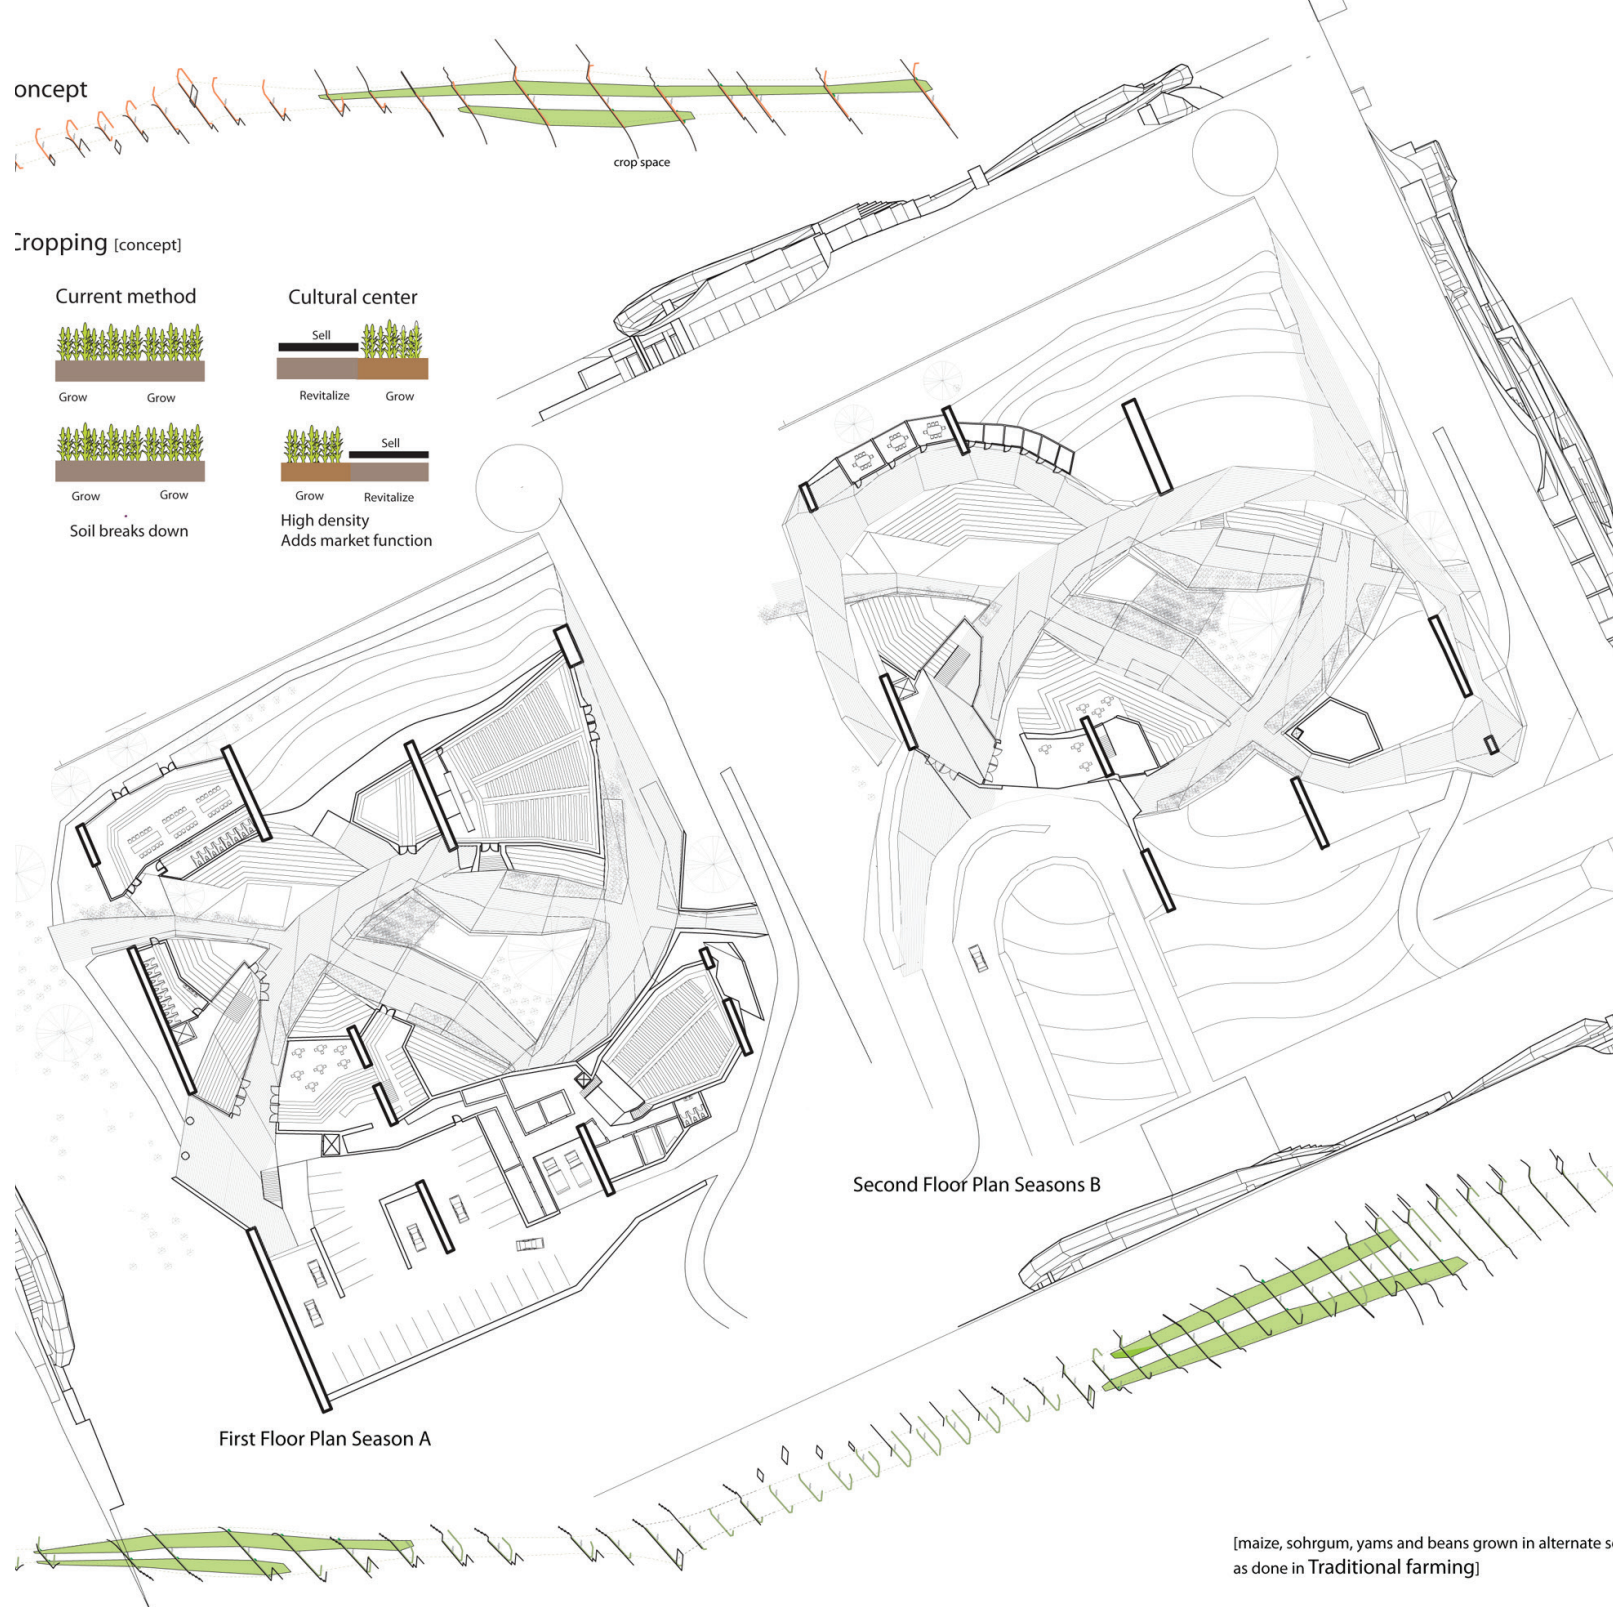 oncept
crop space
Cropping [concept]
Current method
Cultural center
Sell
Grow
Grow
Revitalize
Grow
Sell
Grow
Grow
Grow
Revitalize
Soil breaks down
High density
Adds market function
Second Floor Plan Seasons B
First Floor Plan Season A
[maize, sohrgum, yams and beans grown in alternate s
as done in Traditional farming]